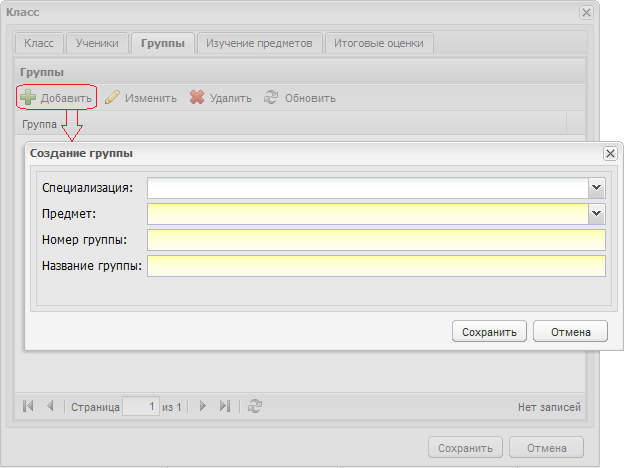 Класс
Класс Ученики Группы Изучение предметов Итоговые оценки
Группы
Добавить Изменить Удалить Обновить
Группа
Создание группы
Специализация:
Предмет:
Номер группы:
Название группы:
Сохранить Отмена
Страница 1 из 1 Нет записей
Сохранить Отмена